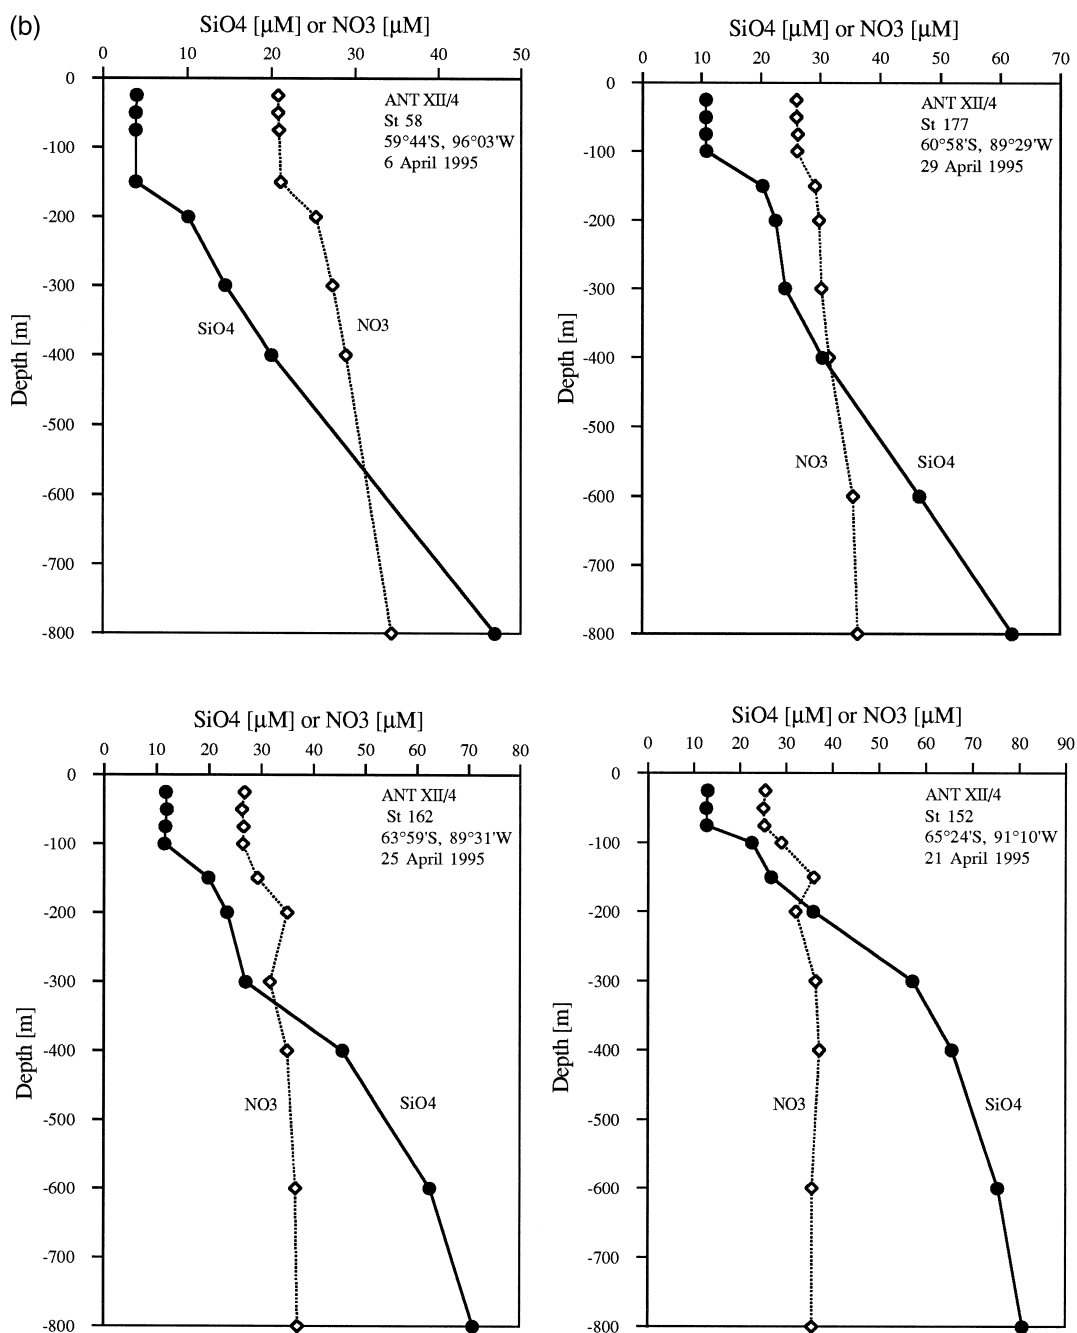 (b)
SiO4 [µM] or NO3 [µM]
0 10 20 30 40 50
0
-100
-200
-300
-400
-500
-600
-700
-800
Depth [m]
ANT XII/4
St 58
59°44'S, 96°03'W
6 April 1995
SiO4
NO3
SiO4 [µM] or NO3 [µM]
0 10 20 30 40 50 60 70
0
-100
-200
-300
-400
-500
-600
-700
-800
Depth [m]
ANT XII/4
St 177
60°58'S, 89°29'W
29 April 1995
NO3
SiO4
SiO4 [µM] or NO3 [µM]
0 10 20 30 40 50 60 70 80
0
-100
-200
-300
-400
-500
-600
-700
-800
Depth [m]
ANT XII/4
St 162
63°59'S, 89°31'W
25 April 1995
NO3
SiO4
SiO4 [µM] or NO3 [µM]
0 10 20 30 40 50 60 70 80 90
0
-100
-200
-300
-400
-500
-600
-700
-800
Depth [m]
ANT XII/4
St 152
65°24'S, 91°10'W
21 April 1995
NO3
SiO4